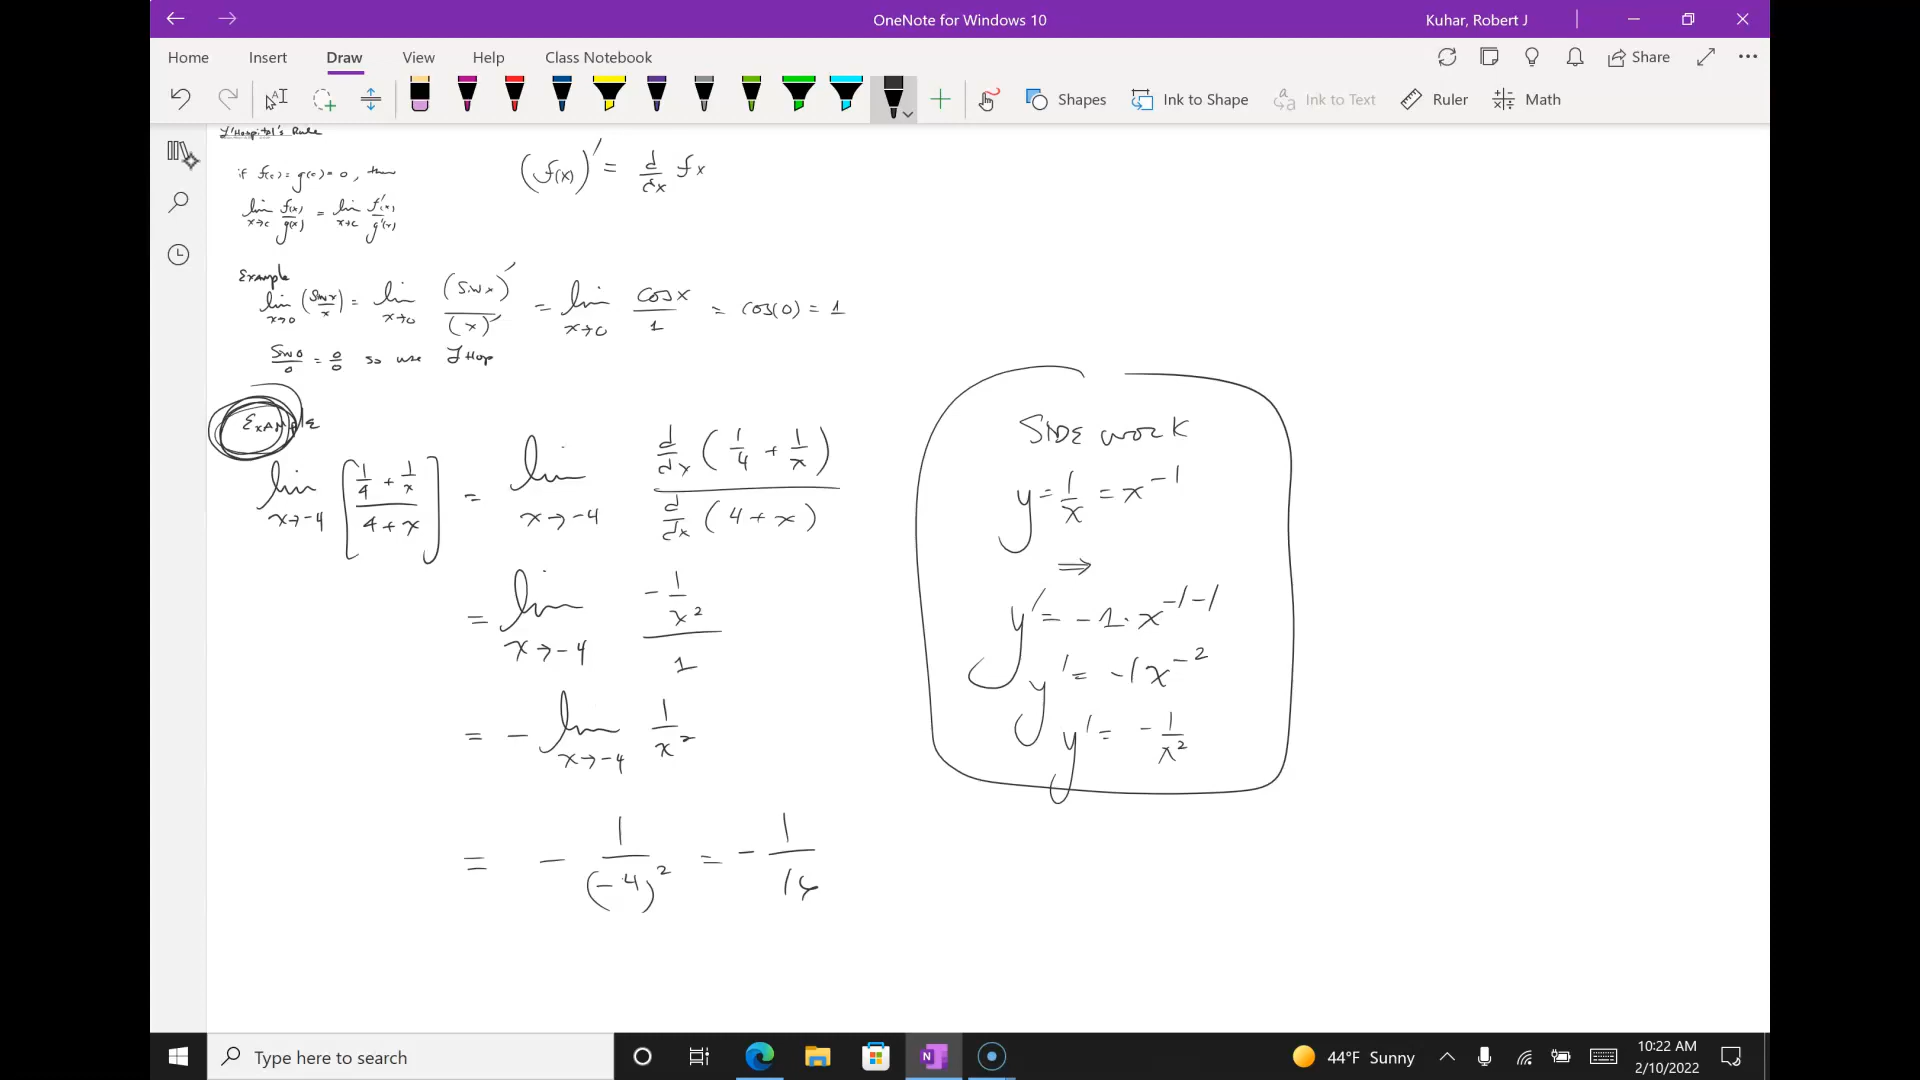 OneNote for Windows 10
Kuhar, Robert J
Home Insert Draw View Help Class Notebook
Share
Shapes Ink to Shape Ink to Text Ruler Math
L'Hospital's Rule
if f(c) = g(c) = 0, then
lim x→c f(x)/g(x) = lim x→c f'(x)/g'(x)
(f(x))' = d/dx fx
Example
lim x→0 (sin x/x) = lim x→0 (sin x)'/(x)' = lim x→0 cos x/1 = cos(0) = 1
sin 0/0 = 0/0 so use L'Hop
Example
lim x→-4 [(1/4 + 1/x)/(4 + x)] = lim x→-4 d/dx (1/4 + 1/x) / d/dx (4 + x)
= lim x→-4 (-1/x²)/1
= - lim x→-4 1/x²
= - 1/(-4)² = - 1/16
SIDE work
y = 1/x = x⁻¹
⇒
y' = -1·x⁻¹⁻¹
y' = -1x⁻²
y' = -1/x²
Type here to search
44°F Sunny
10:22 AM
2/10/2022